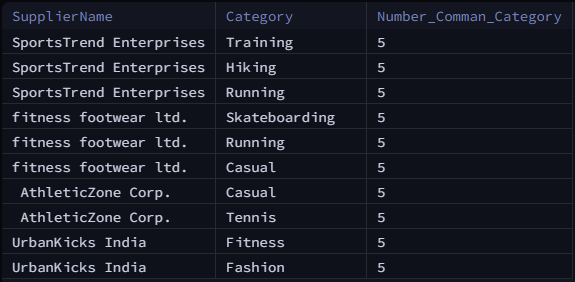 SupplierName Category Number_Comman_Category
SportsTrend Enterprises Training 5
SportsTrend Enterprises Hiking 5
SportsTrend Enterprises Running 5
fitness footwear ltd. Skateboarding 5
fitness footwear ltd. Running 5
fitness footwear ltd. Casual 5
AthleticZone Corp. Casual 5
AthleticZone Corp. Tennis 5
UrbanKicks India Fitness 5
UrbanKicks India Fashion 5